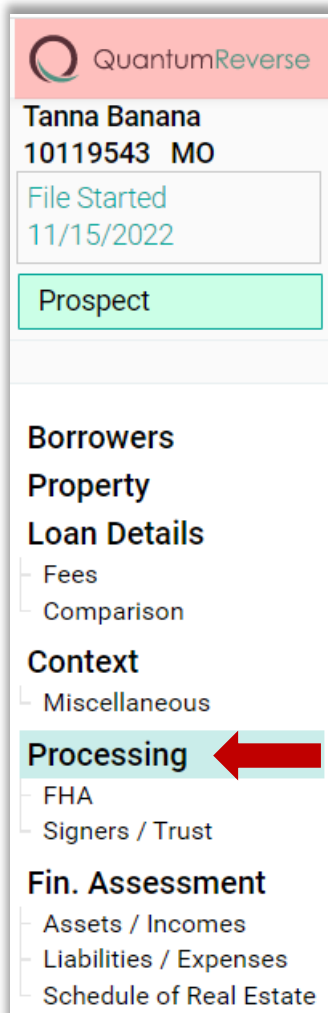 QuantumReverse
Tanna Banana
10119543 MO
File Started
11/15/2022
Prospect
Borrowers
Property
Loan Details
Fees
Comparison
Context
Miscellaneous
Processing
FHA
Signers / Trust
Fin. Assessment
Assets / Incomes
Liabilities / Expenses
Schedule of Real Estate